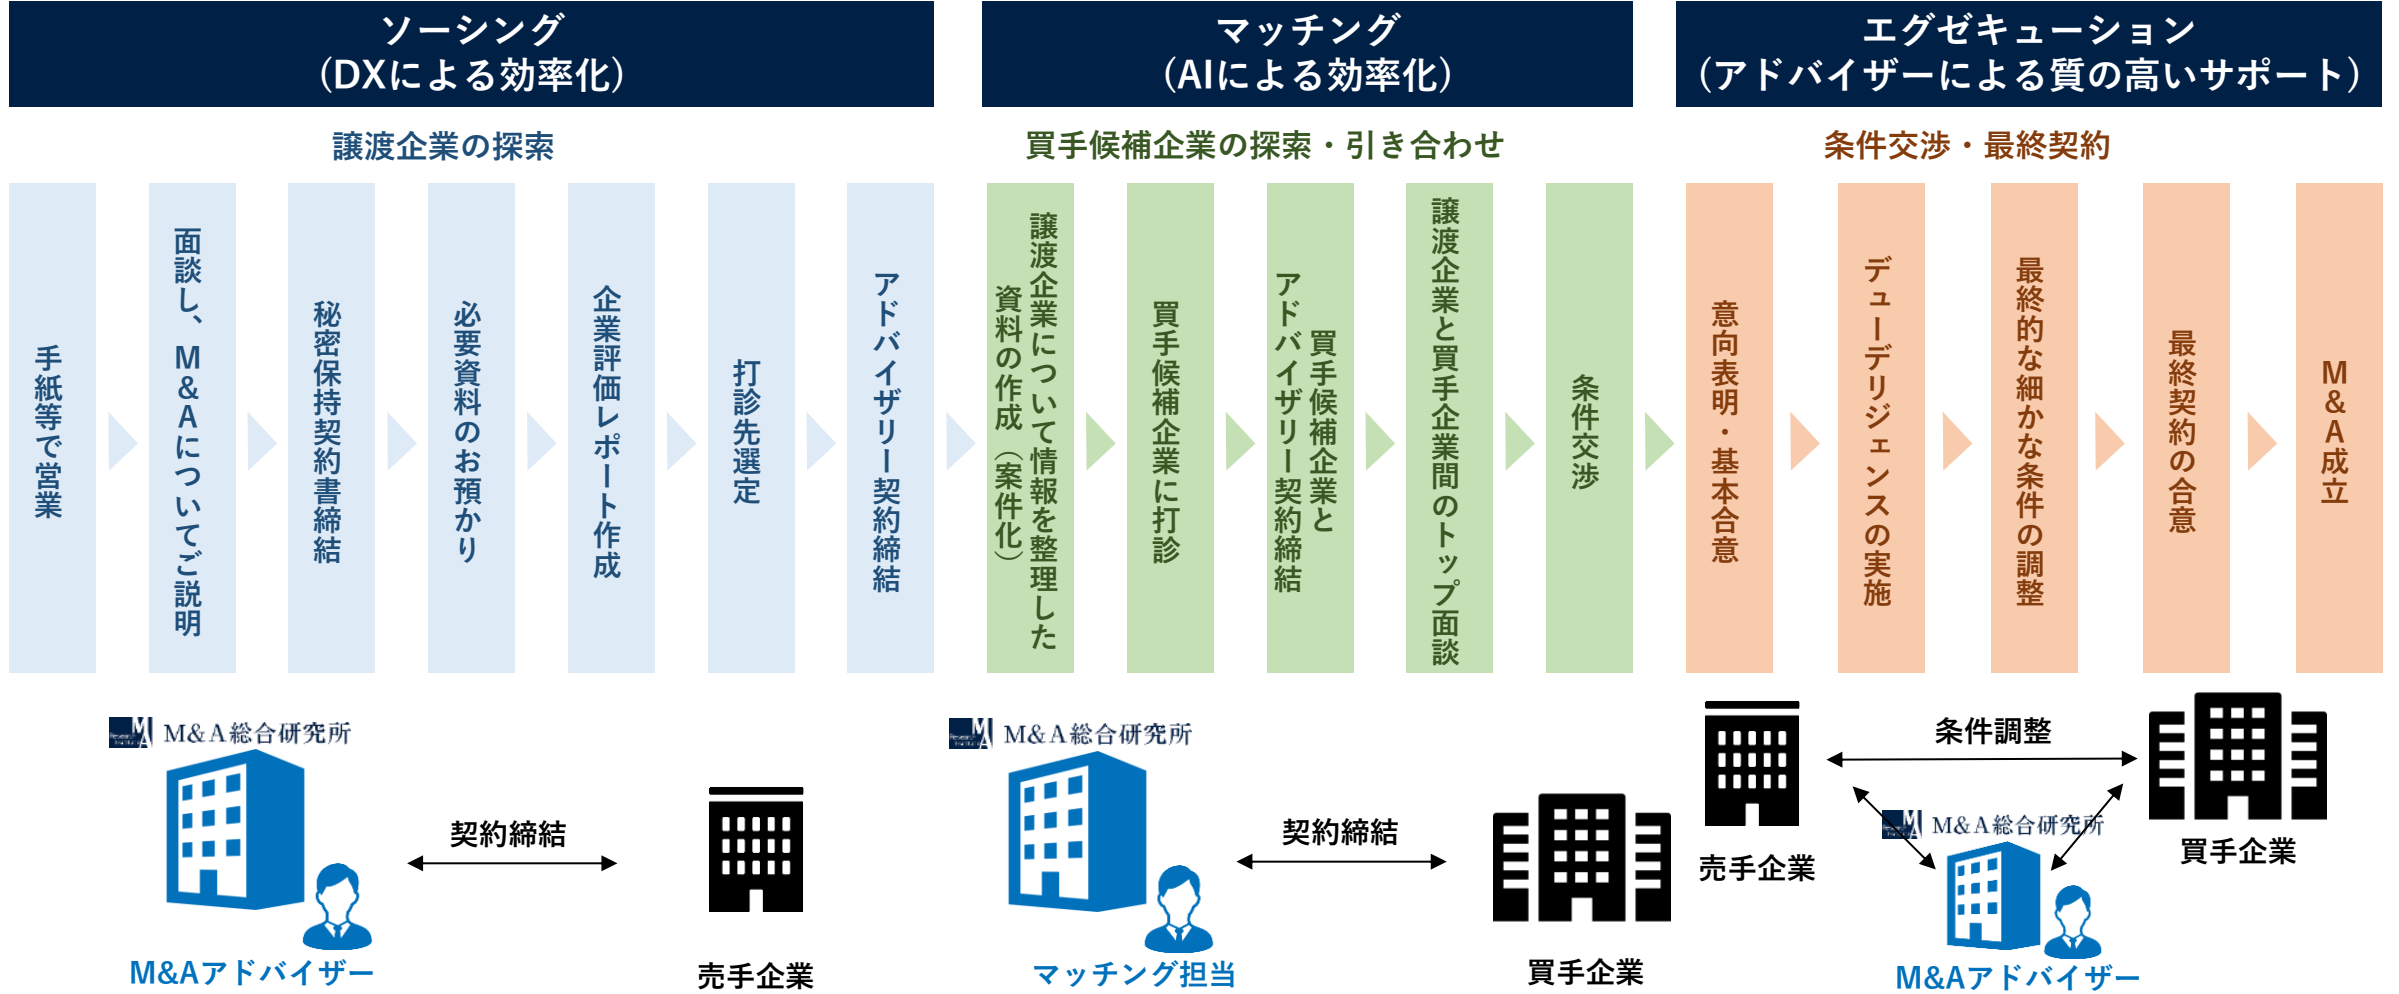 ソーシング
（DXによる効率化）
マッチング
（AIによる効率化）
エグゼキューション
（アドバイザーによる質の高いサポート）
譲渡企業の探索
買手候補企業の探索・引き合わせ
条件交渉・最終契約
手紙等で営業
面談し、M&Aについてご説明
秘密保持契約書締結
必要資料のお預かり
企業評価レポート作成
打診先選定
アドバイザリー契約締結
譲渡企業について情報を整理した
資料の作成（案件化）
買手候補企業に打診
買手候補企業と
アドバイザリー契約締結
譲渡企業と買手企業間のトップ面談
条件交渉
意向表明・基本合意
デューデリジェンスの実施
最終的な細かな条件の調整
最終契約の合意
M&A成立
M&A総合研究所
契約締結
M&Aアドバイザー
売手企業
M&A総合研究所
契約締結
マッチング担当
買手企業
条件調整
M&A総合研究所
売手企業
買手企業
M&Aアドバイザー